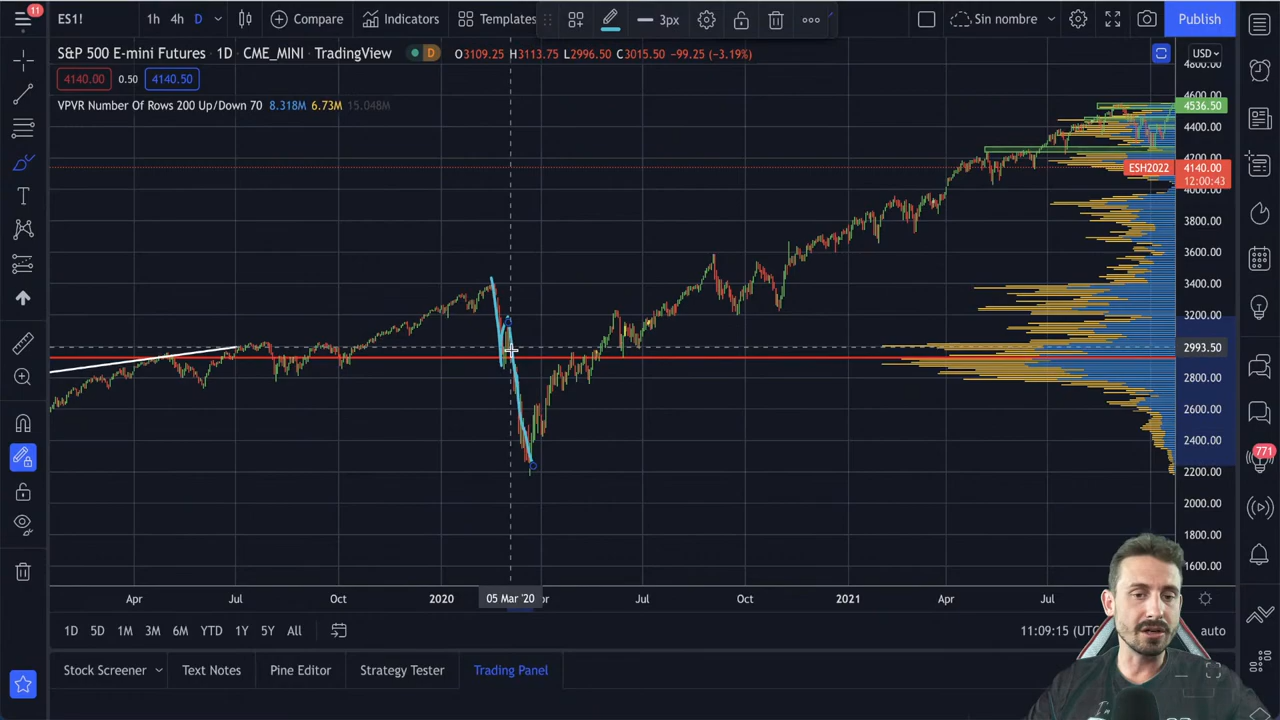 11
ES1!
1h 4h D
Compare
Indicators
Templates
3px
Sin nombre
Publish
S&P 500 E-mini Futures · 1D · CME_MINI · TradingView
D
O3109.25 H3113.75 L2996.50 C3015.50 -99.25 (-3.19%)
USD
4140.00 0.50 4140.50
VPVR Number Of Rows 200 Up/Down 70 8.318M 6.73M 15.048M
4800.00
4600.00
4536.50
4400.00
4200.00
ESH2022 4140.00
12:00:43
4000.00
3800.00
3600.00
3400.00
3200.00
2993.50
2800.00
2600.00
2400.00
2200.00
2000.00
1800.00
1600.00
771
Apr Jul Oct 2020 05 Mar '20 or Jul Oct 2021 Apr Jul
1D 5D 1M 3M 6M YTD 1Y 5Y All
11:09:15 (UTC
auto
Stock Screener Text Notes Pine Editor Strategy Tester Trading Panel